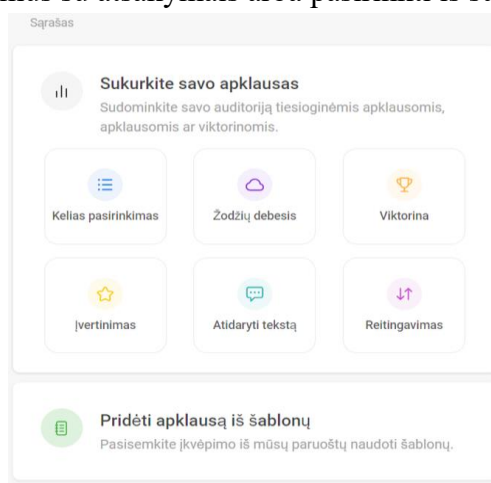 Sąrašas
Sukurkite savo apklausas
Sudominkite savo auditoriją tiesioginėmis apklausomis,
apklausomis ar viktorinomis.
Kelias pasirinkimas
Žodžių debesis
Viktorina
Įvertinimas
Atidaryti tekstą
Reitingavimas
Pridėti apklausą iš šablonų
Pasisemkite įkvėpimo iš mūsų paruoštų naudoti šablonų.